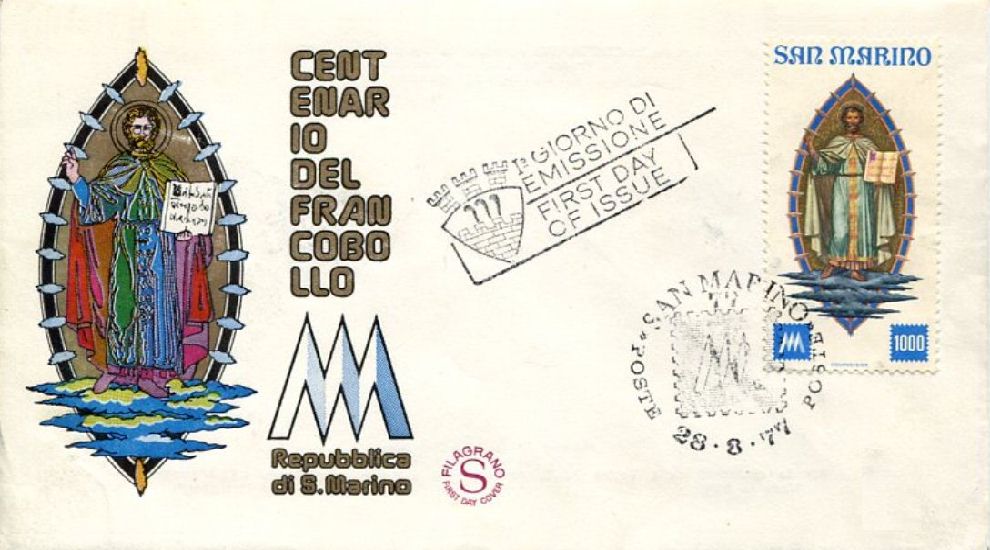 CENT
ENAR
IO DEL
FRAN
COBO
LLO
Repubblica
di S. Marino
FILAGRANO
S
FIRST DAY COVER
1º GIORNO DI
EMISSIONE
FIRST DAY
OF ISSUE
SAN MARINO
1000
SAN MARINO
POSTE
POSTE
28·8·1977